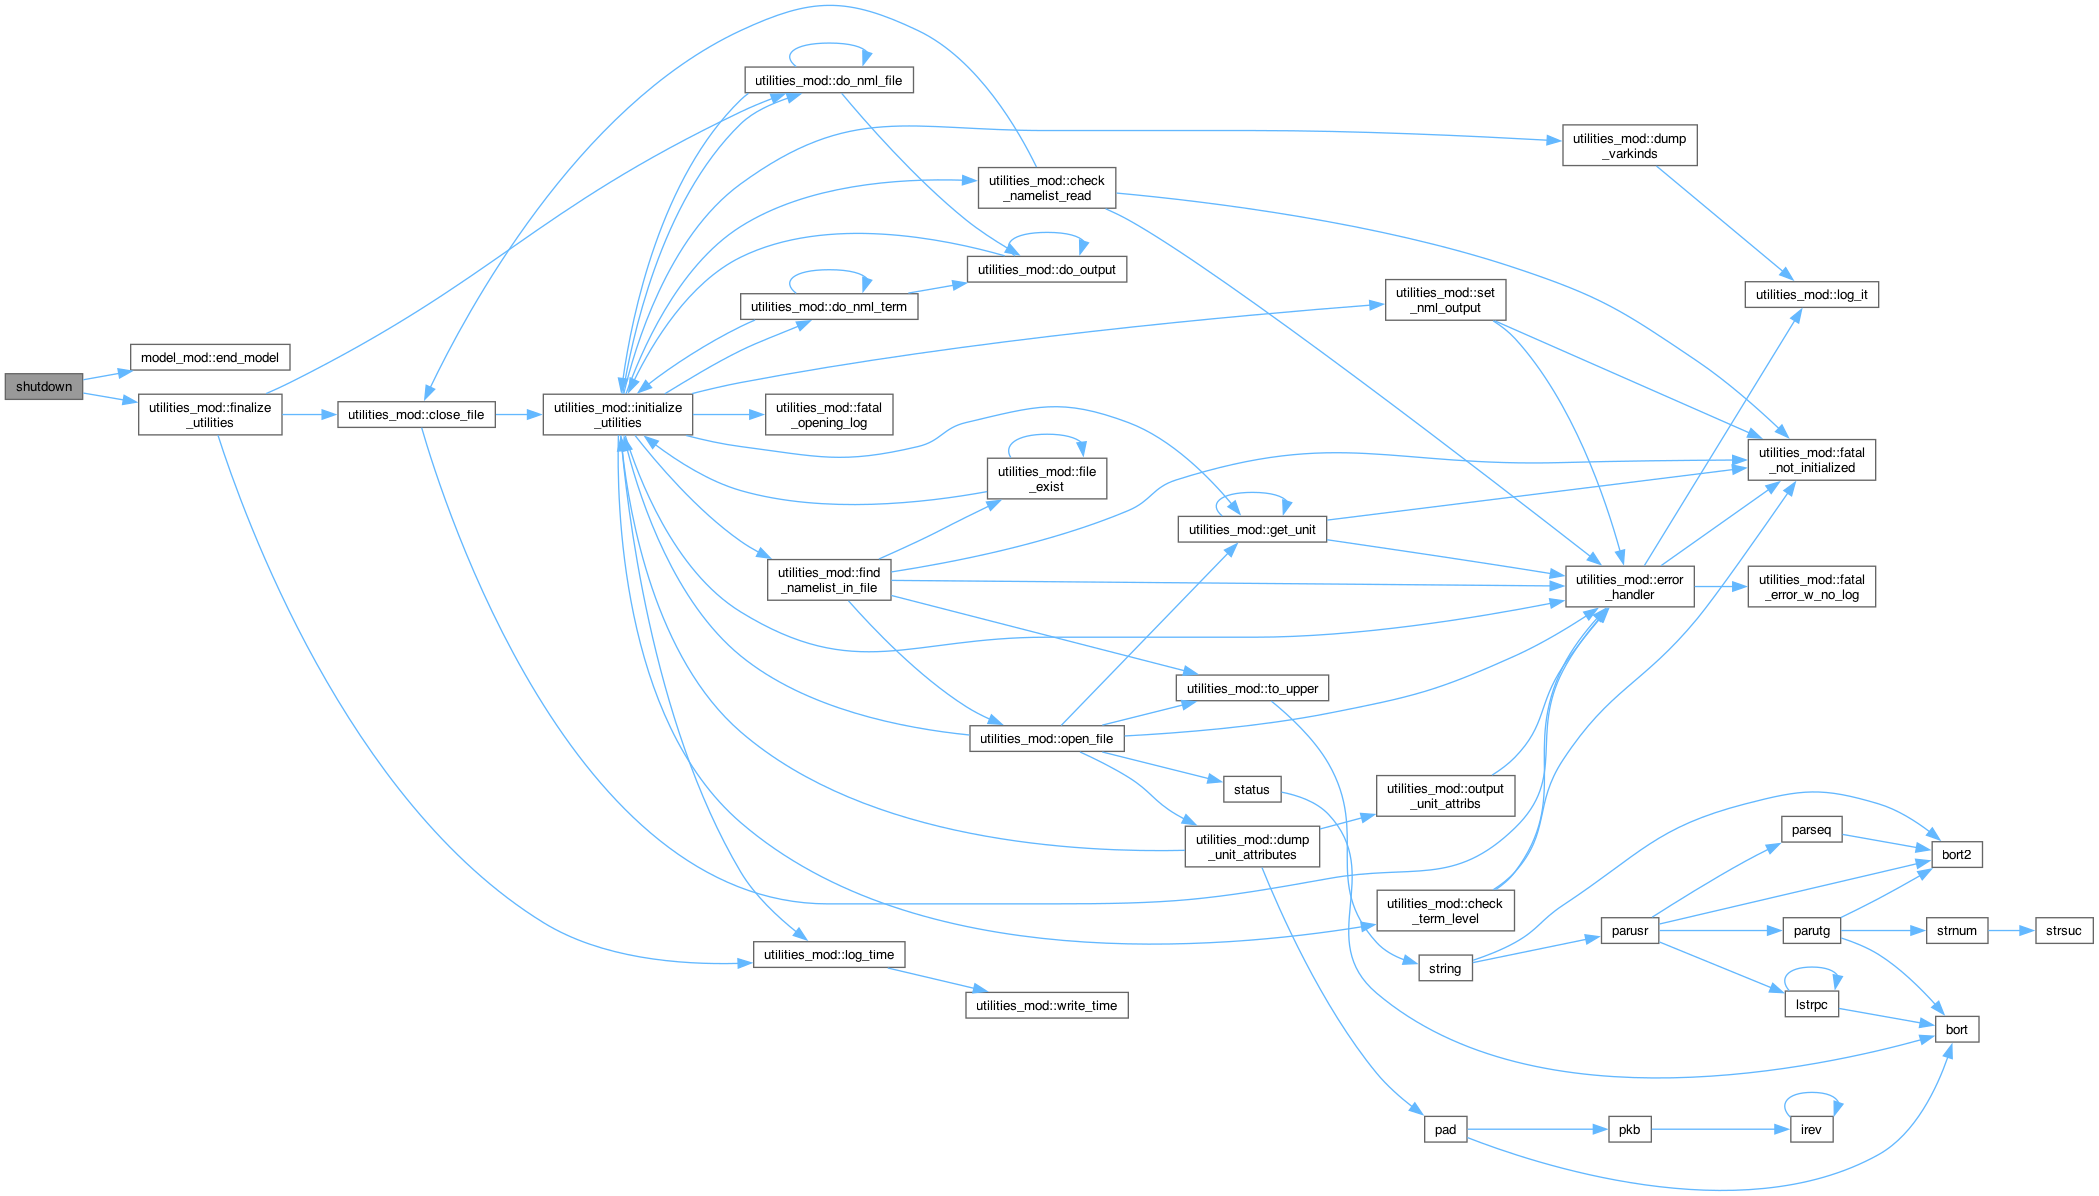 shutdown
model_mod::end_model
utilities_mod::finalize
_utilities
utilities_mod::close_file
utilities_mod::initialize
_utilities
utilities_mod::do_nml_file
utilities_mod::do_nml_term
utilities_mod::fatal
_opening_log
utilities_mod::find
_namelist_in_file
utilities_mod::log_time
utilities_mod::check
_namelist_read
utilities_mod::do_output
utilities_mod::file
_exist
utilities_mod::open_file
utilities_mod::write_time
utilities_mod::get_unit
utilities_mod::to_upper
status
utilities_mod::dump
_unit_attributes
utilities_mod::set
_nml_output
utilities_mod::output
_unit_attribs
utilities_mod::check
_term_level
string
pad
utilities_mod::dump
_varkinds
utilities_mod::error
_handler
parusr
pkb
utilities_mod::log_it
utilities_mod::fatal
_not_initialized
utilities_mod::fatal
_error_w_no_log
parseq
parutg
lstrpc
irev
bort2
strnum
bort
strsuc